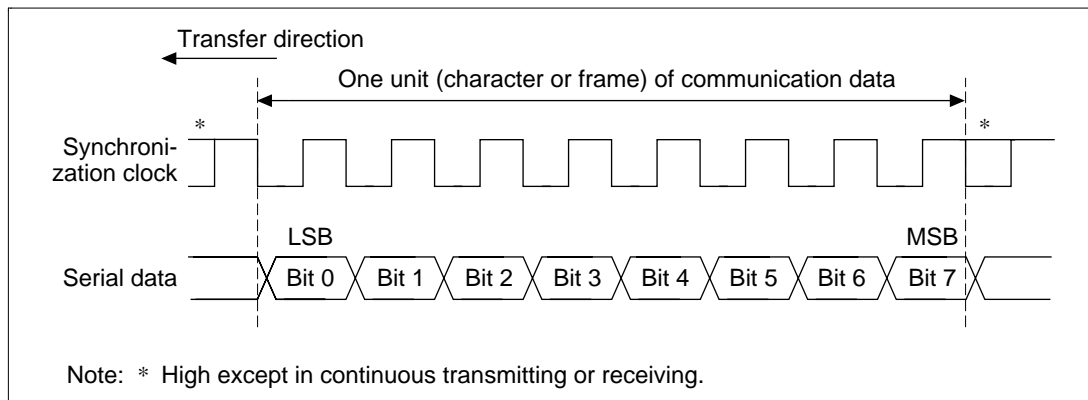 Transfer direction
One unit (character or frame) of communication data
* *
Synchroni-
zation clock
LSB MSB
Serial data Bit 0 Bit 1 Bit 2 Bit 3 Bit 4 Bit 5 Bit 6 Bit 7
Note: * High except in continuous transmitting or receiving.